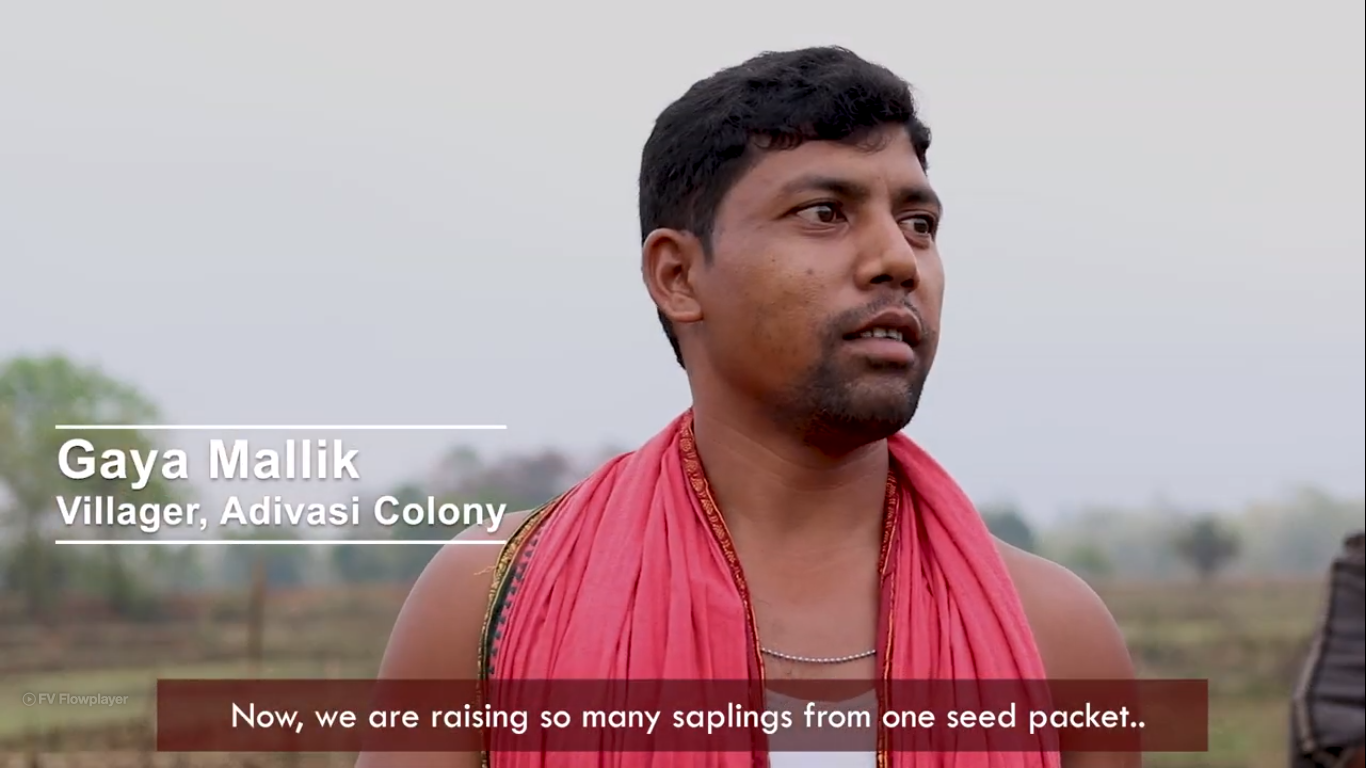 Gaya Mallik
Villager, Adivasi Colony
FV Flowplayer
Now, we are raising so many saplings from one seed packet..